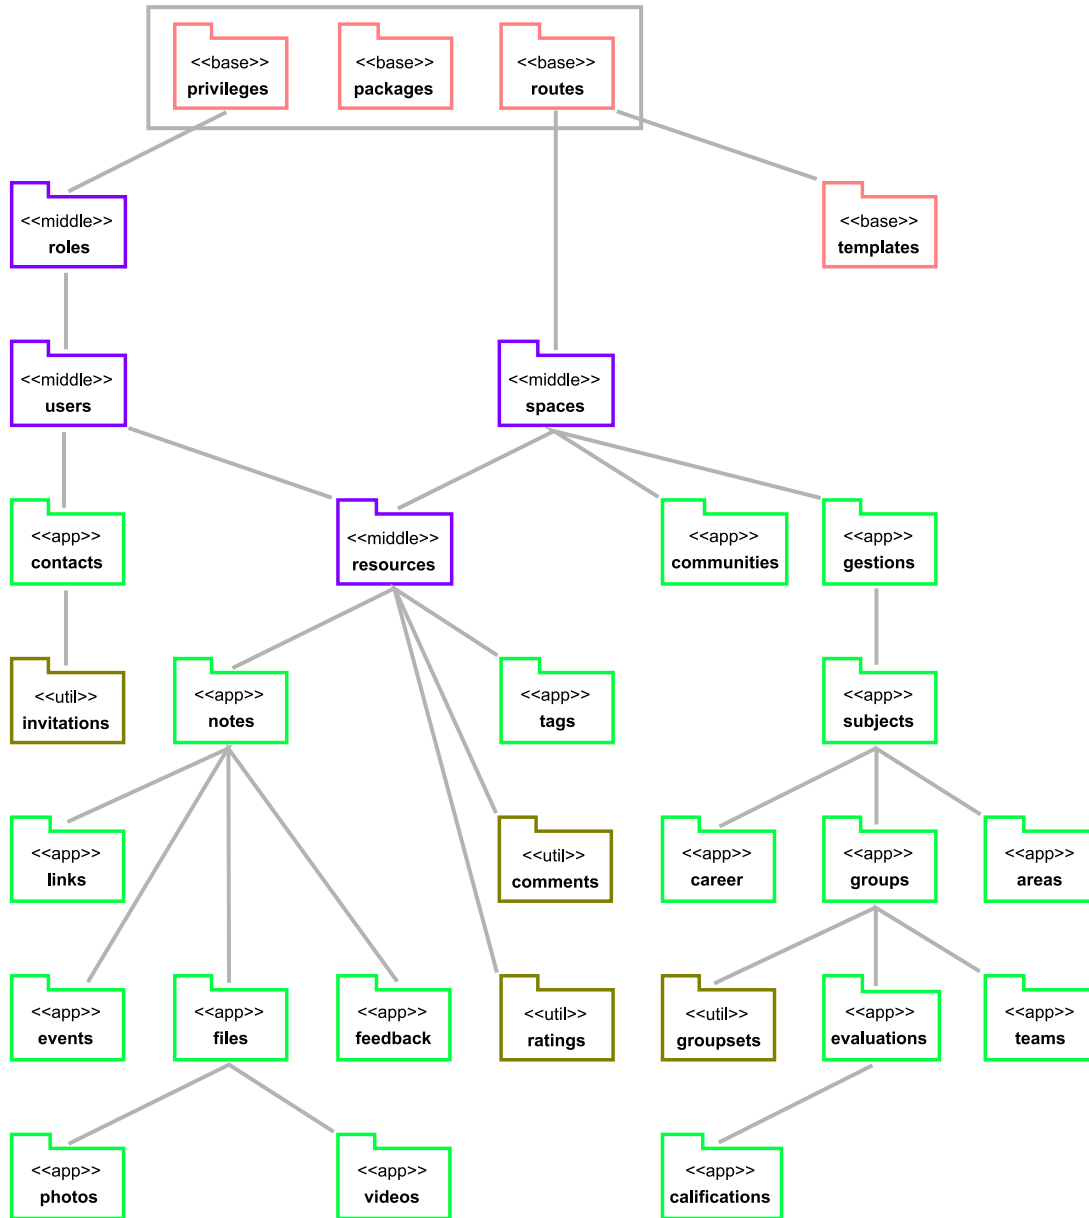 <<base>>
privileges
<<base>>
packages
<<base>>
routes
<<middle>>
roles
<<base>>
templates
<<middle>>
users
<<middle>>
spaces
<<app>>
contacts
<<middle>>
resources
<<app>>
communities
<<app>>
gestions
<<util>>
invitations
<<app>>
notes
<<app>>
tags
<<app>>
subjects
<<app>>
links
<<util>>
comments
<<app>>
career
<<app>>
groups
<<app>>
areas
<<app>>
events
<<app>>
files
<<app>>
feedback
<<util>>
ratings
<<util>>
groupsets
<<app>>
evaluations
<<app>>
teams
<<app>>
photos
<<app>>
videos
<<app>>
califications